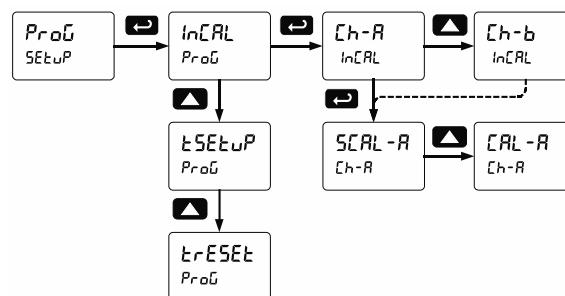 ProG
SEtuP
InCAL
ProG
Ch-A
InCAL
Ch-b
InCAL
tSEtuP
ProG
SCAL-A
Ch-A
CAL-A
Ch-A
trESEt
ProG